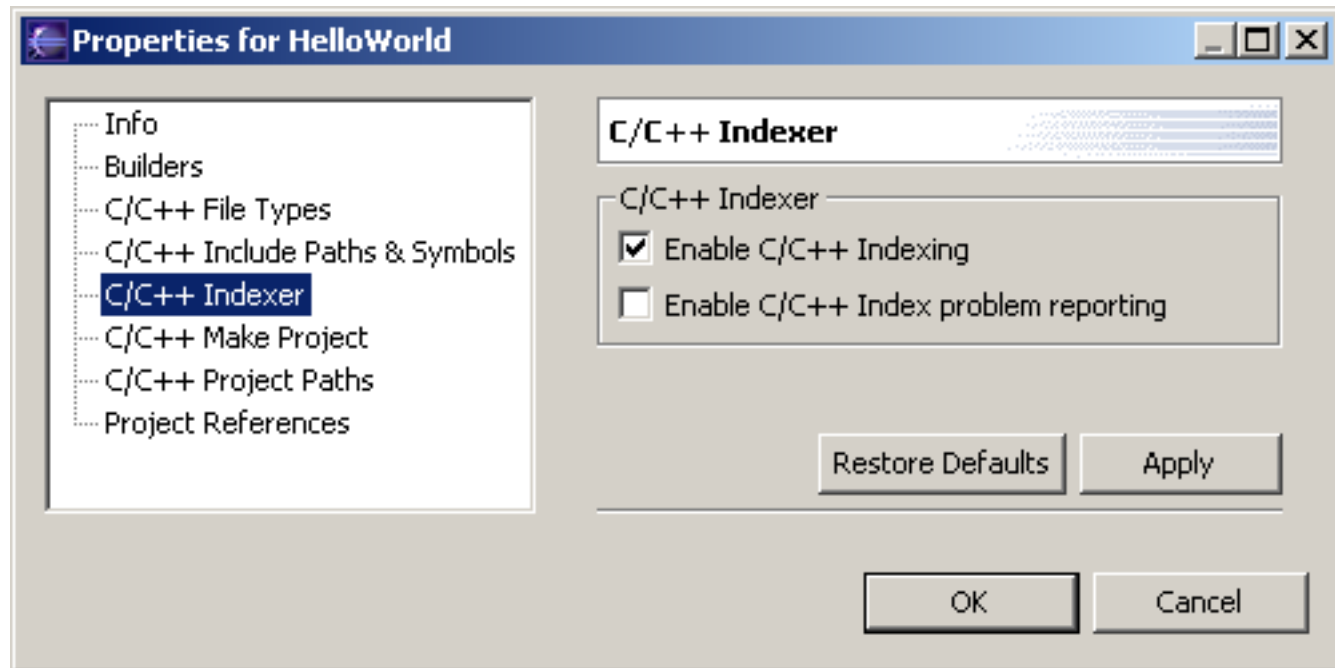 Properties for HelloWorld
Info
Builders
C/C++ File Types
C/C++ Include Paths & Symbols
C/C++ Indexer
C/C++ Make Project
C/C++ Project Paths
Project References
C/C++ Indexer
C/C++ Indexer
Enable C/C++ Indexing
Enable C/C++ Index problem reporting
Restore Defaults
Apply
OK
Cancel